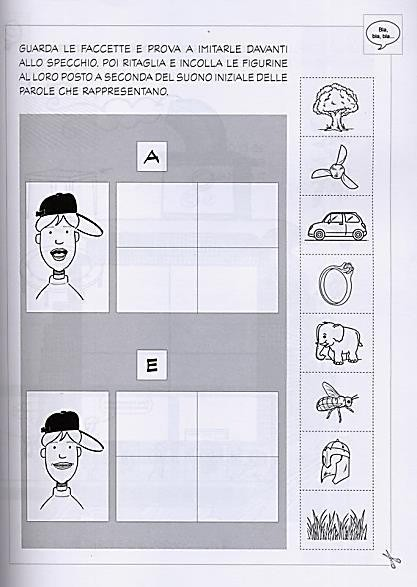 Bla,
bla, bla...
GUARDA LE FACCETTE E PROVA A IMITARLE DAVANTI
ALLO SPECCHIO. POI RITAGLIA E INCOLLA LE FIGURINE
AL LORO POSTO A SECONDA DEL SUONO INIZIALE DELLE
PAROLE CHE RAPPRESENTANO.
A
E